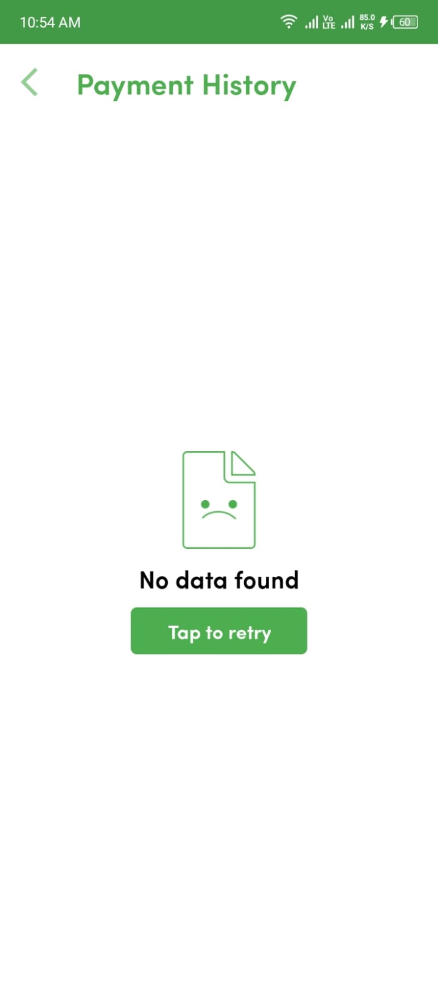 10:54 AM
Vo
LTE
85.0
K/S
60
Payment History
No data found
Tap to retry